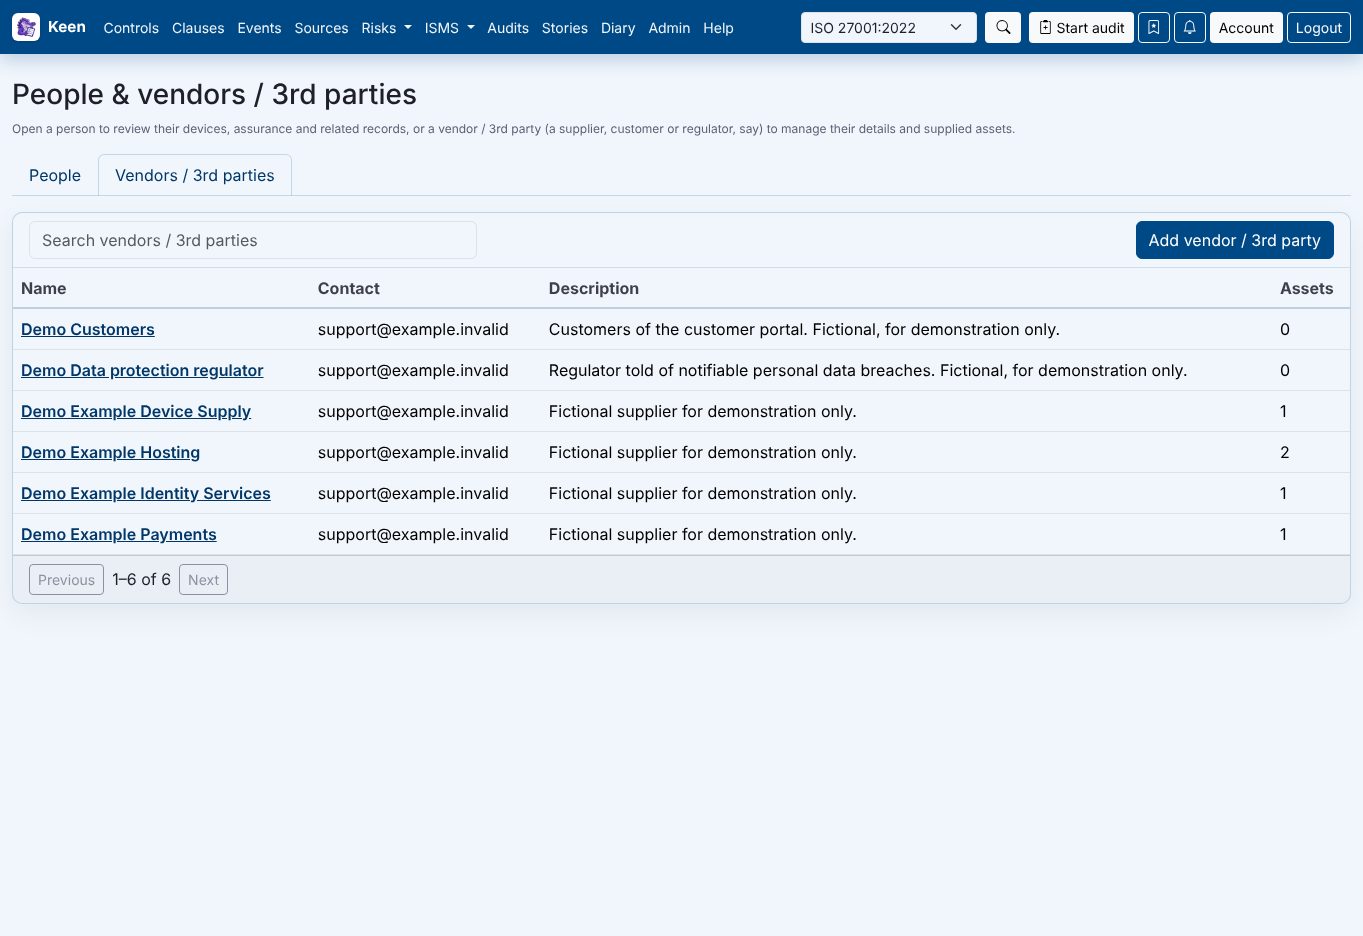 Keen Controls Clauses Events Sources Risks ISMS Audits Stories Diary Admin Help ISO 27001:2022 Start audit Account Logout
People & vendors / 3rd parties
Open a person to review their devices, assurance and related records, or a vendor / 3rd party (a supplier, customer or regulator, say) to manage their details and supplied assets.
People Vendors / 3rd parties
Search vendors / 3rd parties Add vendor / 3rd party
Name Contact Description Assets
Demo Customers support@example.invalid Customers of the customer portal. Fictional, for demonstration only. 0
Demo Data protection regulator support@example.invalid Regulator told of notifiable personal data breaches. Fictional, for demonstration only. 0
Demo Example Device Supply support@example.invalid Fictional supplier for demonstration only. 1
Demo Example Hosting support@example.invalid Fictional supplier for demonstration only. 2
Demo Example Identity Services support@example.invalid Fictional supplier for demonstration only. 1
Demo Example Payments support@example.invalid Fictional supplier for demonstration only. 1
Previous 1–6 of 6 Next